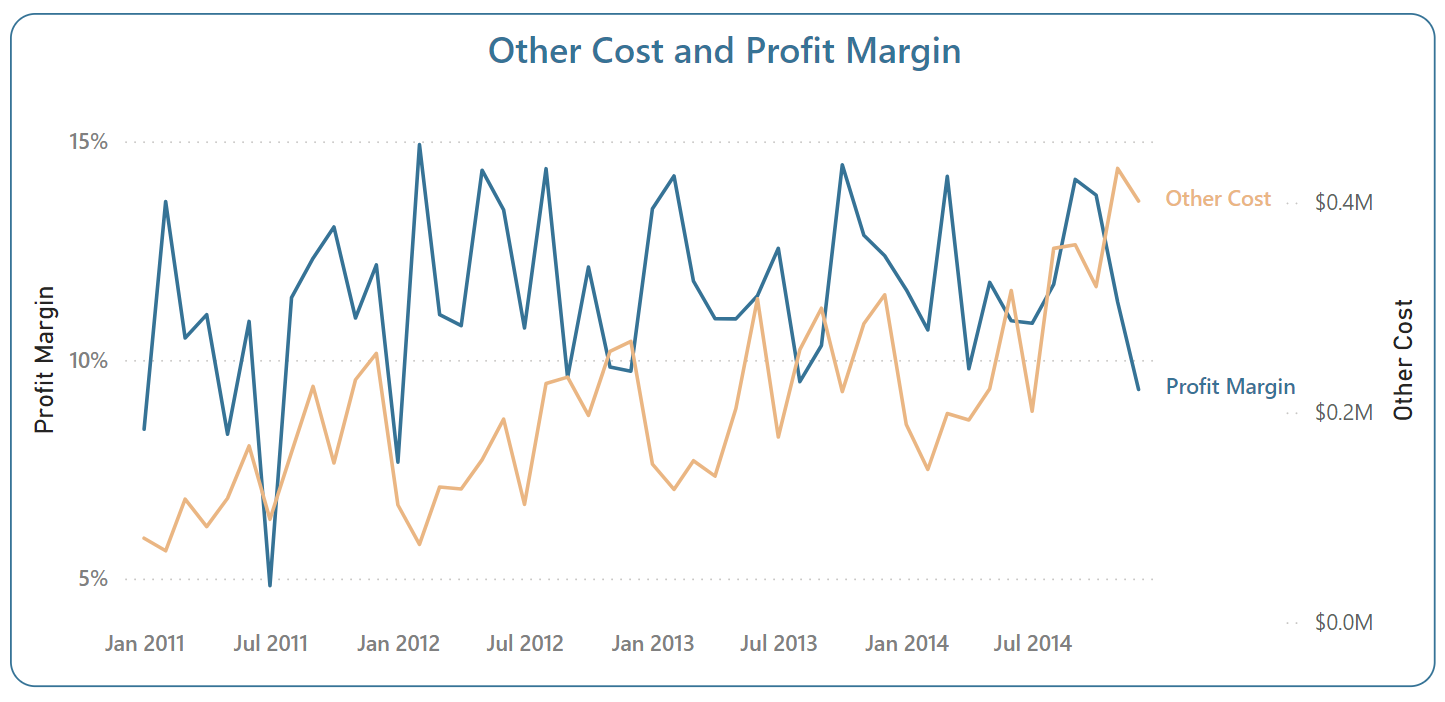 Other Cost and Profit Margin
15%
10%
5%
Profit Margin
Other Cost
Profit Margin
$0.4M
$0.2M
$0.0M
Other Cost
Jan 2011 Jul 2011 Jan 2012 Jul 2012 Jan 2013 Jul 2013 Jan 2014 Jul 2014